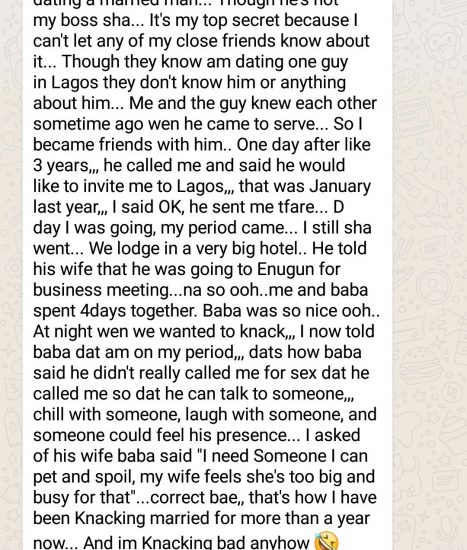 dating a married man... Though he's not
my boss sha... It's my top secret because I
can't let any of my close friends know about
it... Though they know am dating one guy
in Lagos they don't know him or anything
about him... Me and the guy knew each other
sometime ago wen he came to serve... So I
became friends with him.. One day after like
3 years,,, he called me and said he would
like to invite me to Lagos,,, that was January
last year,,, I said OK, he sent me tfare... D
day I was going, my period came... I still sha
went... We lodge in a very big hotel.. He told
his wife that he was going to Enugun for
business meeting...na so ooh..me and baba
spent 4days together. Baba was so nice ooh..
At night wen we wanted to knack,,, I now told
baba dat am on my period,,, dats how baba
said he didn't really called me for sex dat he
called me so dat he can talk to someone,,,
chill with someone, laugh with someone, and
someone could feel his presence... I asked
of his wife baba said "I need Someone I can
pet and spoil, my wife feels she's too big and
busy for that"...correct bae,, that's how I have
been Knacking married for more than a year
now... And im Knacking bad anyhow 🤣